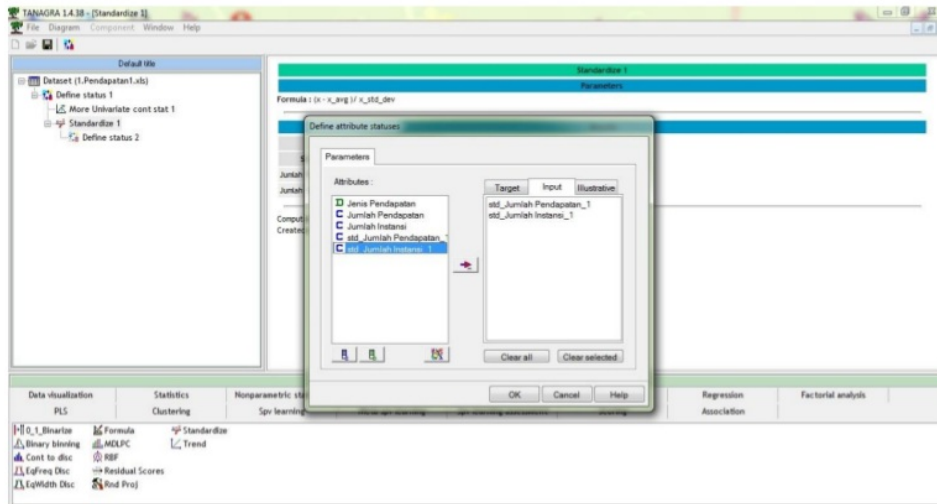 TANAGRA 1.4.38 - [Standardize 1]
File Diagram Component Window Help
Default title
Dataset (1.Pendapatan1.xls)
Define status 1
More Univariate cont stat 1
Standardize 1
Define status 2
Standardize 1
Parameters
Formula : (x - x_avg )/ x_std_dev
Jumlah
Jumlah
Comput
Created
Define attribute statuses
Parameters
Attributes :
D Jenis Pendapatan
C Jumlah Pendapatan
C Jumlah Instansi
C std_Jumlah Pendapatan_1
C std_Jumlah Instansi_1
Target Input Illustrative
std_Jumlah Pendapatan_1
std_Jumlah Instansi_1
Clear all Clear selected
OK Cancel Help
Data visualization Statistics Nonparametric sta Regression Factorial analysis
PLS Clustering Spv learning Association
0_1_Binarize Formula Standardize
Binary binning MDLPC Trend
Cont to disc RBF
EqFreq Disc Residual Scores
EqWidth Disc Rnd Proj